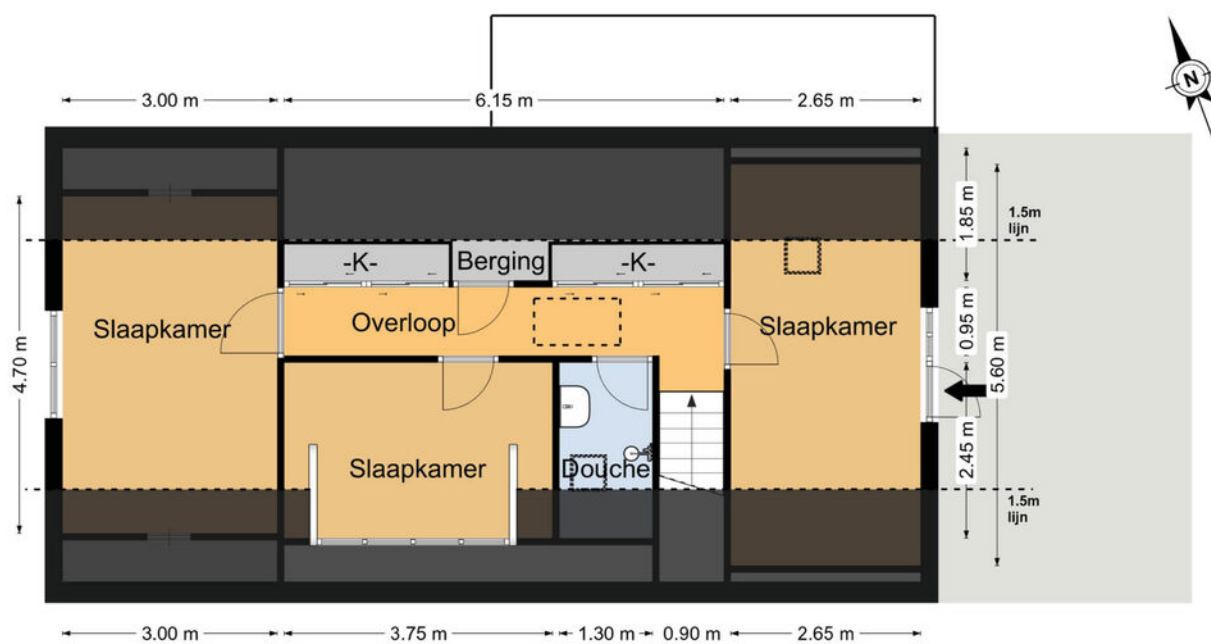 N
3.00 m
6.15 m
2.65 m
1.85 m
1.5m
lijn
-K-
Berging
-K-
Slaapkamer
Overloop
Slaapkamer
0.95 m
4.70 m
5.60 m
Slaapkamer
Douche
2.45 m
1.5m
lijn
3.00 m
3.75 m
1.30 m
0.90 m
2.65 m